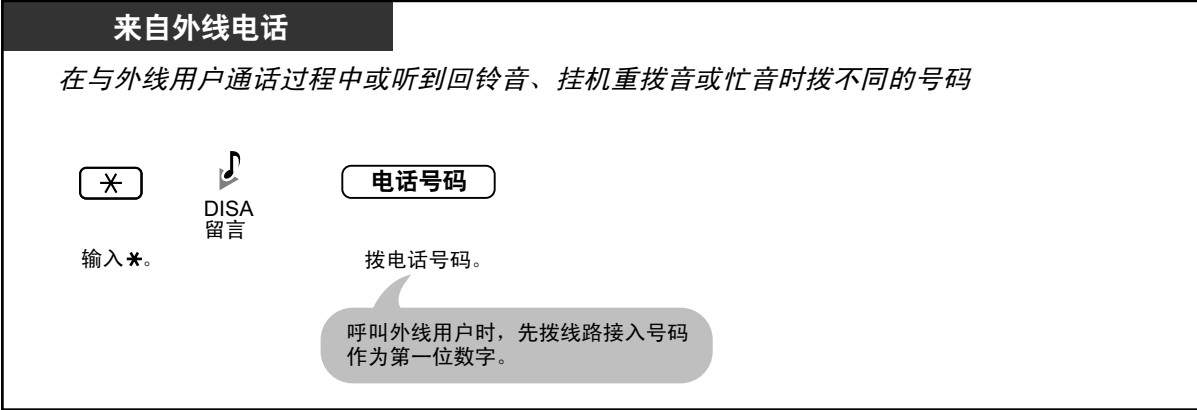 来自外线电话
在与外线用户通话过程中或听到回铃音、挂机重拨音或忙音时拨不同的号码
电话号码
DISA
留言
输入*。
拨电话号码。
呼叫外线用户时，先拨线路接入号码
作为第一位数字。